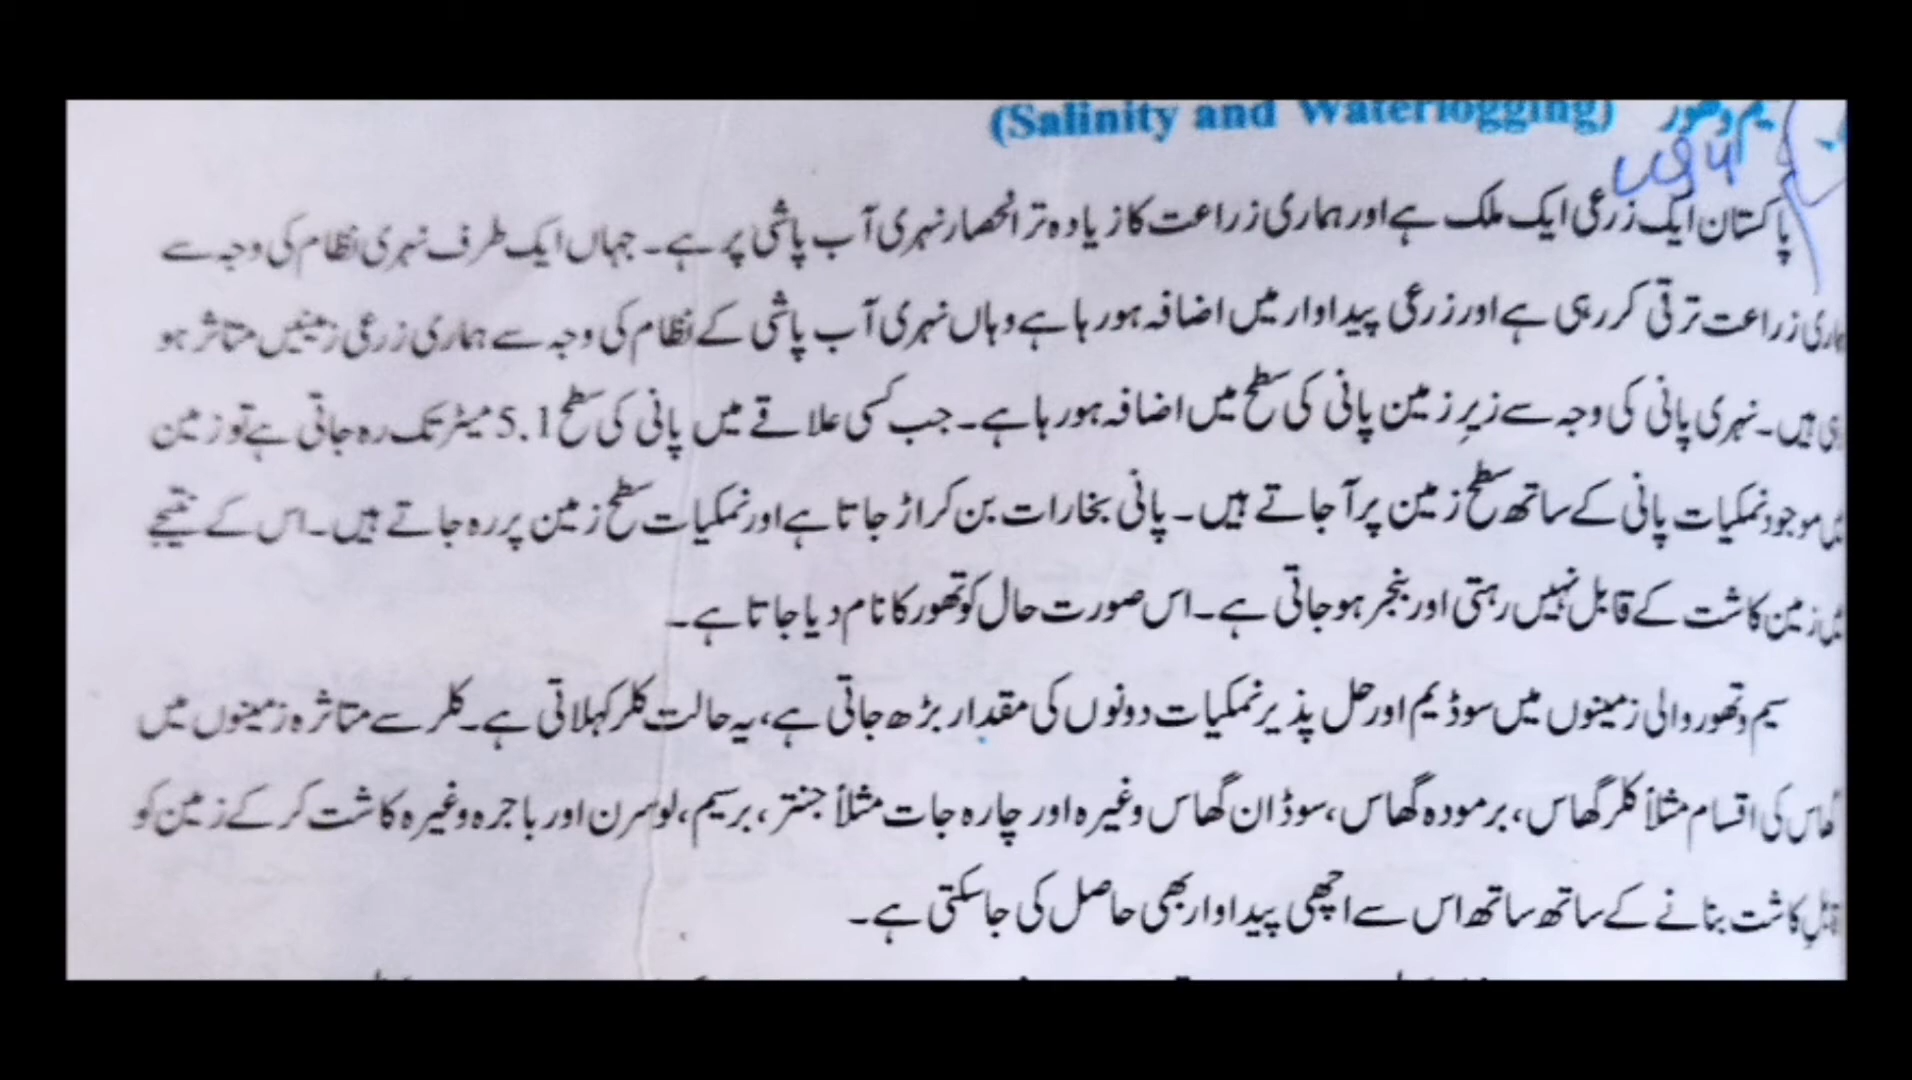 سیم و تھور (Salinity and Waterlogging)
پاکستان ایک زرعی ایک ملک ہے اور ہماری زراعت کا زیادہ تر انحصار نہری آب پاشی پر ہے۔ جہاں ایک طرف نہری نظام کی وجہ سے
ہماری زراعت ترقی کر رہی ہے اور زرعی پیداوار میں اضافہ ہو رہا ہے وہاں نہری آب پاشی کے نظام کی وجہ سے ہماری زرعی زمینیں متاثر ہو
رہی ہیں۔ نہری پانی کی وجہ سے زیرِ زمین پانی کی سطح میں اضافہ ہو رہا ہے۔ جب کسی علاقے میں پانی کی سطح 5.1 میٹر تک رہ جاتی ہے تو زمین
میں موجود نمکیات پانی کے ساتھ سطح زمین پر آ جاتے ہیں۔ پانی بخارات بن کر اڑ جاتا ہے اور نمکیات سطح زمین پر رہ جاتے ہیں۔ اس کے نتیجے
میں زمین کاشت کے قابل نہیں رہتی اور بنجر ہو جاتی ہے۔ اس صورت حال کو تھور کا نام دیا جاتا ہے۔
سیم و تھور والی زمینوں میں سوڈیم اور حل پذیر نمکیات دونوں کی مقدار بڑھ جاتی ہے، یہ حالت کلر کہلاتی ہے۔ کلر سے متاثرہ زمینوں میں
گھاس کی اقسام مثلاً کلر گھاس، برمودہ گھاس، سوڈان گھاس وغیرہ اور چارہ جات مثلاً جنتر، برسیم، لوسرن اور باجرہ وغیرہ کاشت کر کے زمین کو
قابلِ کاشت بنانے کے ساتھ ساتھ اس سے اچھی پیداوار بھی حاصل کی جا سکتی ہے۔